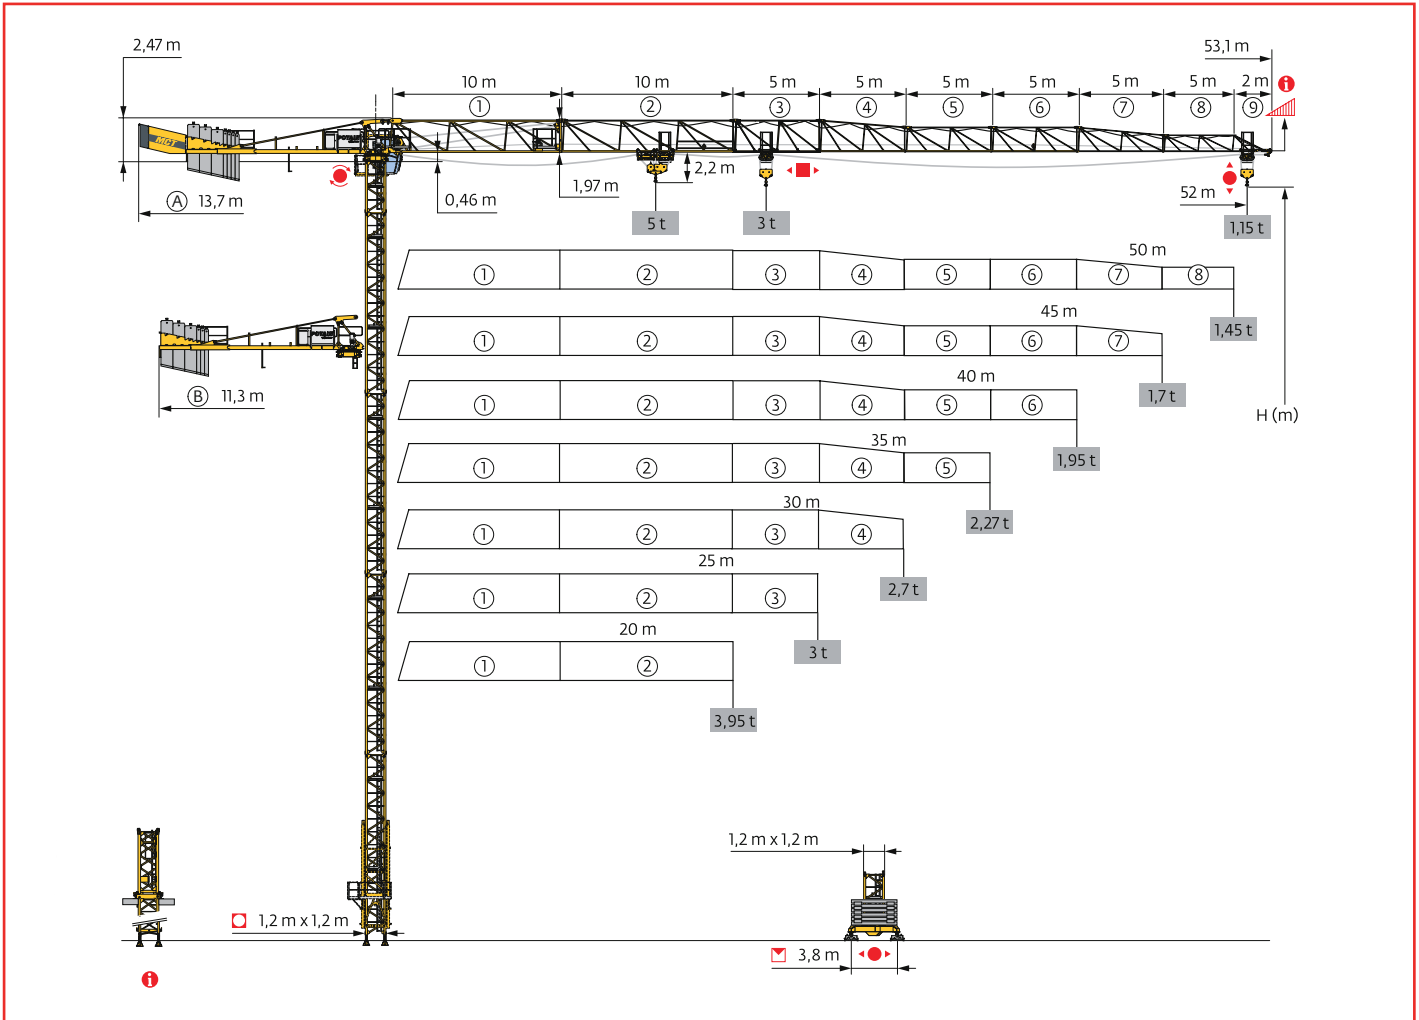 2,47 m
53,1 m
10 m 10 m 5 m 5 m 5 m 5 m 5 m 5 m 2 m i
① ② ③ ④ ⑤ ⑥ ⑦ ⑧ ⑨
MCT POTAIN
2,2 m
Ⓐ 13,7 m
0,46 m
1,97 m
52 m
5 t 3 t 1,15 t
50 m
① ② ③ ④ ⑤ ⑥ ⑦ ⑧
1,45 t
45 m
① ② ③ ④ ⑤ ⑥ ⑦
1,7 t
POTAIN
Ⓑ 11,3 m
40 m
① ② ③ ④ ⑤ ⑥
1,95 t
H (m)
35 m
① ② ③ ④ ⑤
2,27 t
30 m
① ② ③ ④
2,7 t
25 m
① ② ③
3 t
20 m
① ②
3,95 t
1,2 m x 1,2 m
1,2 m x 1,2 m
3,8 m
i